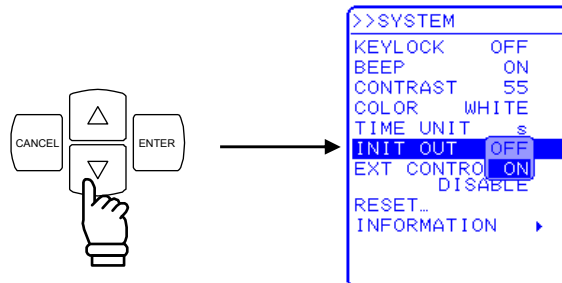 CANCEL
ENTER
>>SYSTEM
KEYLOCK OFF
BEEP ON
CONTRAST 55
COLOR WHITE
TIME UNIT s
INIT OUT OFF
EXT CONTRO ON
DISABLE
RESET…
INFORMATION